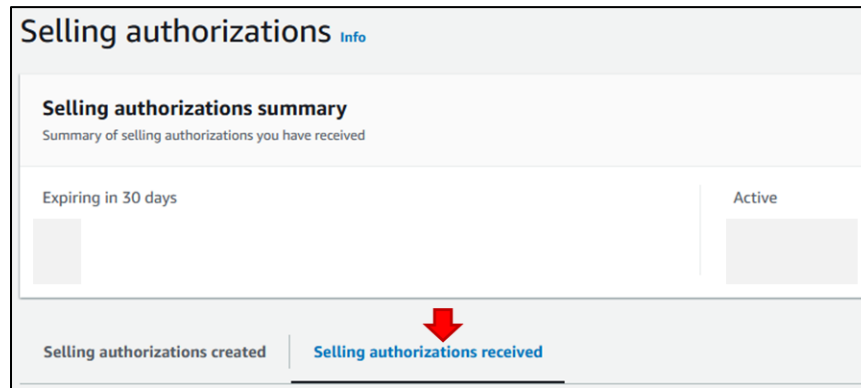 Selling authorizations Info
Selling authorizations summary
Summary of selling authorizations you have received
Expiring in 30 days
Active
Selling authorizations created
Selling authorizations received